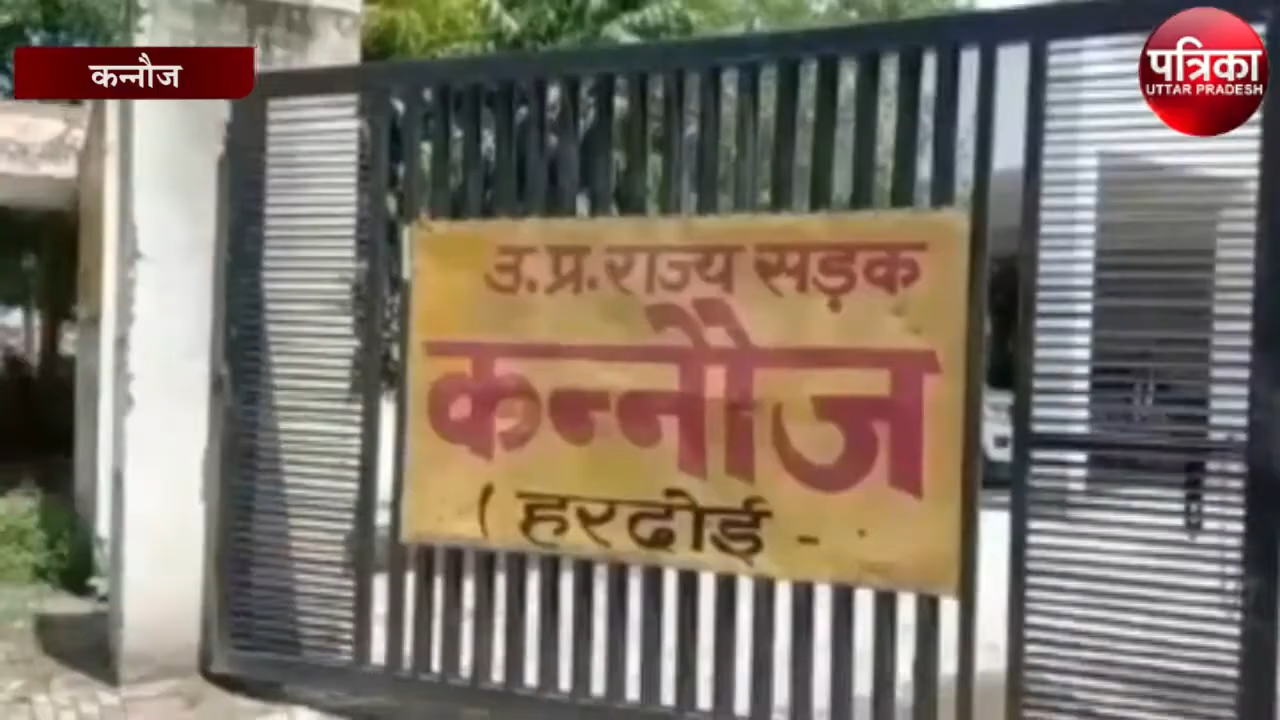 कन्नौज
पत्रिका
UTTAR PRADESH
उ.प्र.राज्य सड़क
कन्नौज
( हरदोई -